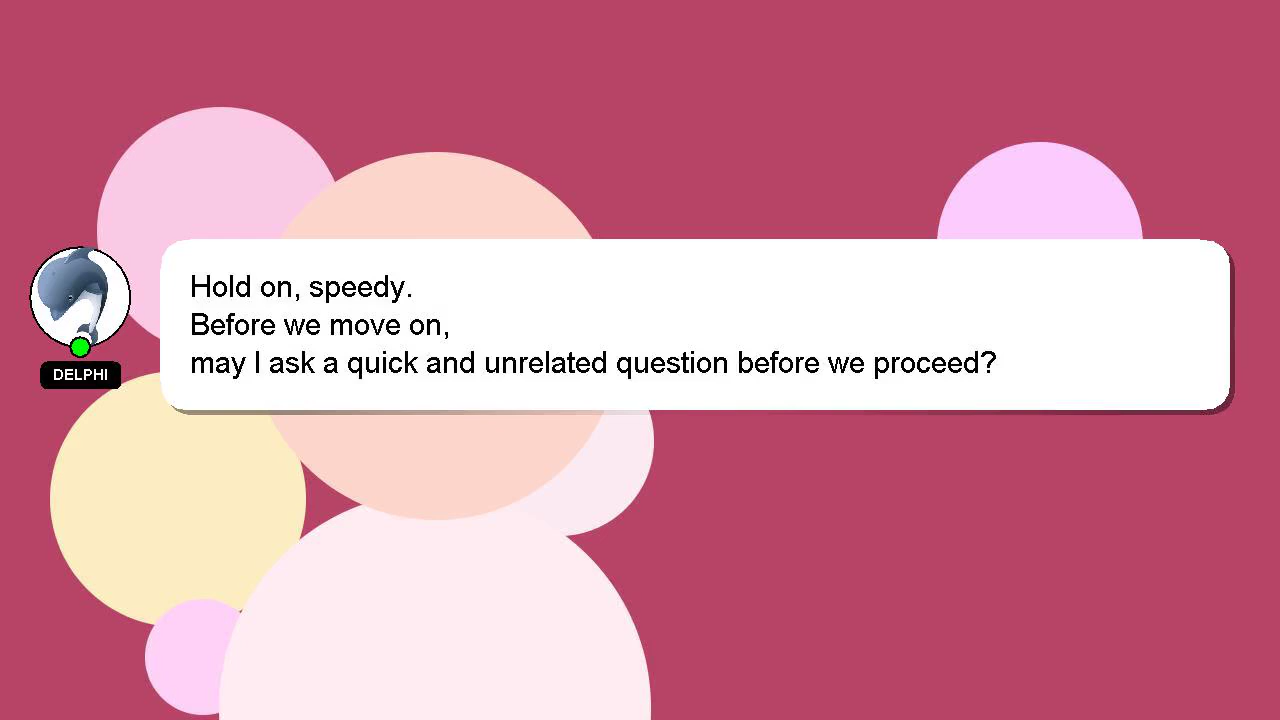 Hold on, speedy.
Before we move on,
may I ask a quick and unrelated question before we proceed?
DELPHI